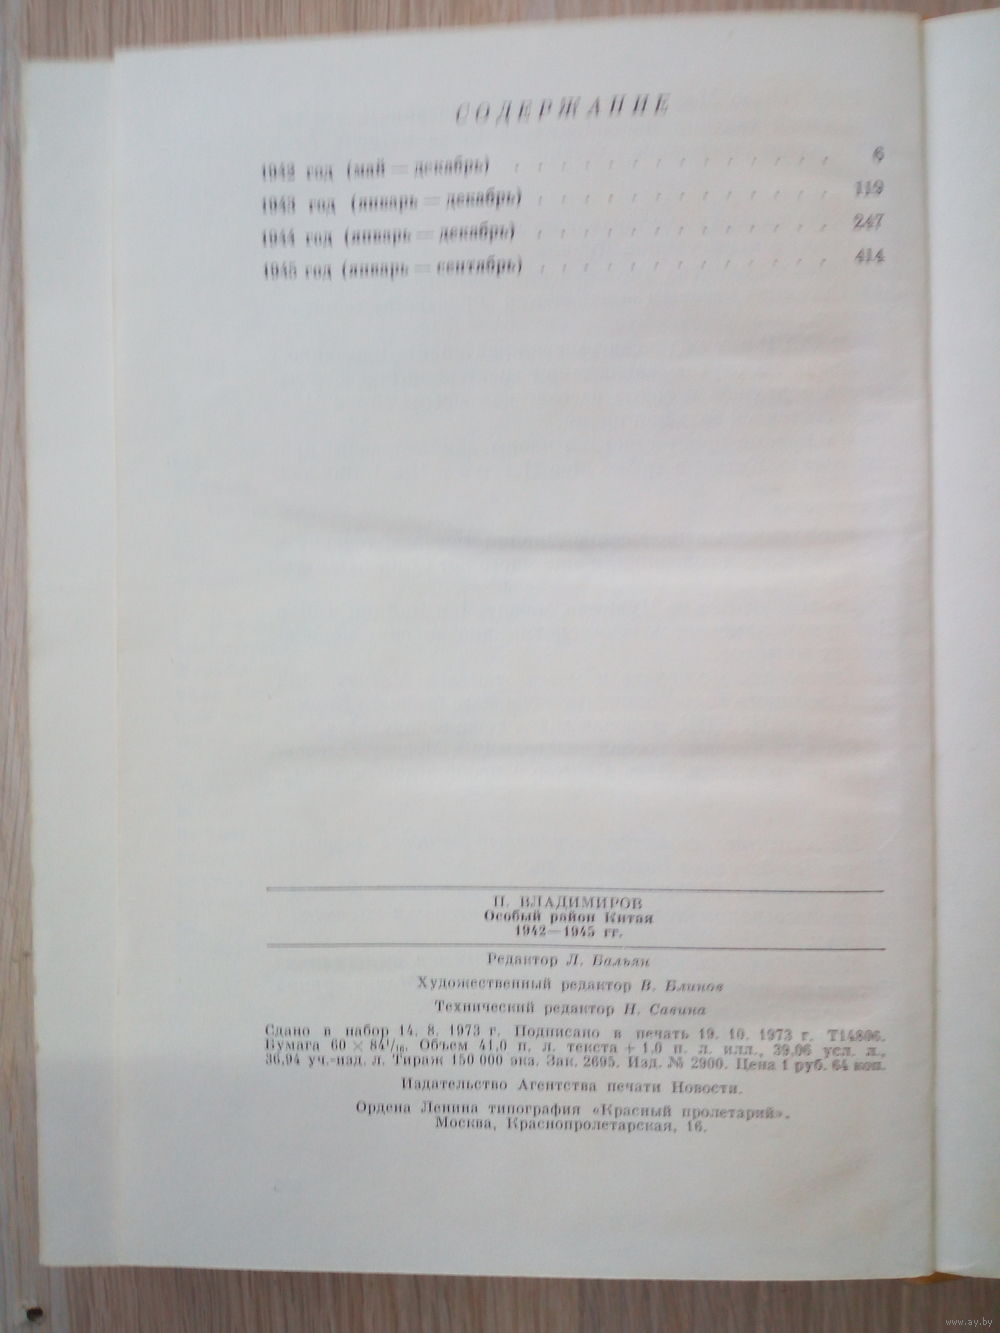 СОДЕРЖАНИЕ
1942 год (май — декабрь) . . . . . . . . . . . . . . 6
1943 год (январь — декабрь) . . . . . . . . . . . . . 119
1944 год (январь — декабрь) . . . . . . . . . . . . . 247
1945 год (январь — сентябрь) . . . . . . . . . . . . . 414
П. ВЛАДИМИРОВ
Особый район Китая
1942—1945 гг.
Редактор Л. Бальян
Художественный редактор В. Блинов
Технический редактор Н. Савина
Сдано в набор 14. 8. 1973 г. Подписано в печать 19. 10. 1973 г. Т14806.
Бумага 60 × 84¹/₁₆. Объем 41,0 п. л. текста + 1,0 п. л. илл., 39,06 усл. л.,
36,94 уч.-изд. л. Тираж 150 000 экз. Зак. 2695. Изд. № 2900. Цена 1 руб. 64 коп.
Издательство Агентства печати Новости.
Ордена Ленина типография «Красный пролетарий».
Москва, Краснопролетарская, 16.
www.ay.by